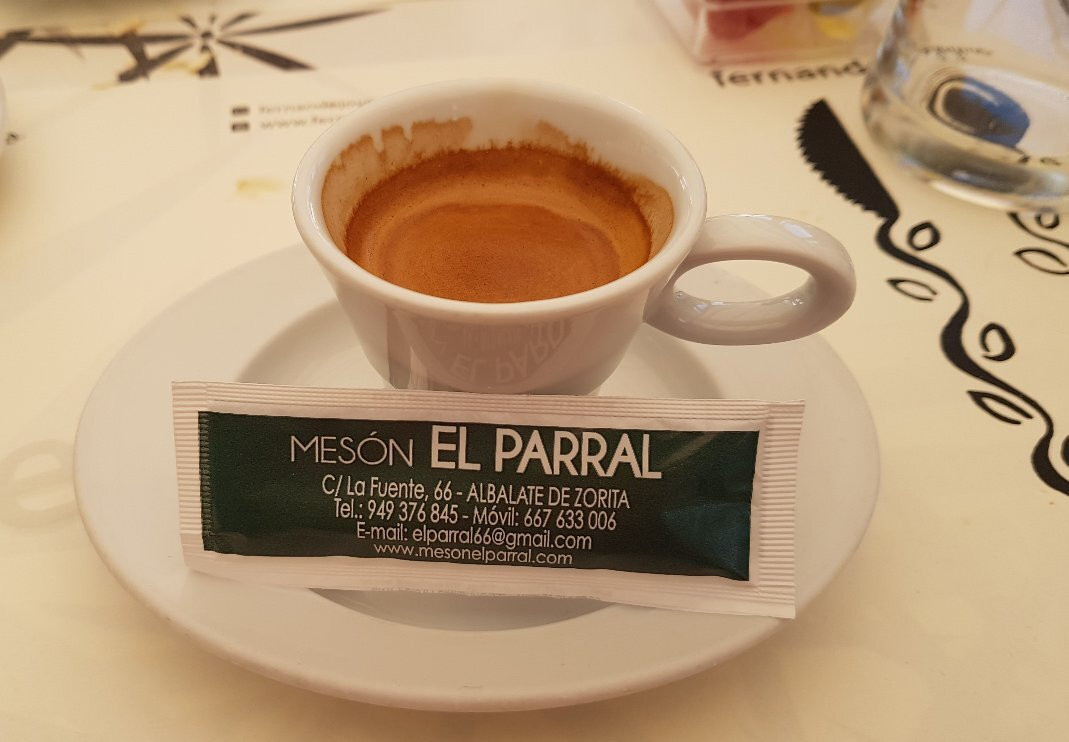 fernand
MESÓN EL PARRAL
C/ La Fuente, 66 - ALBALATE DE ZORITA
Tel.: 949 376 845 - Móvil: 667 633 006
E-mail: elparral66@gmail.com
www.mesonelparral.com